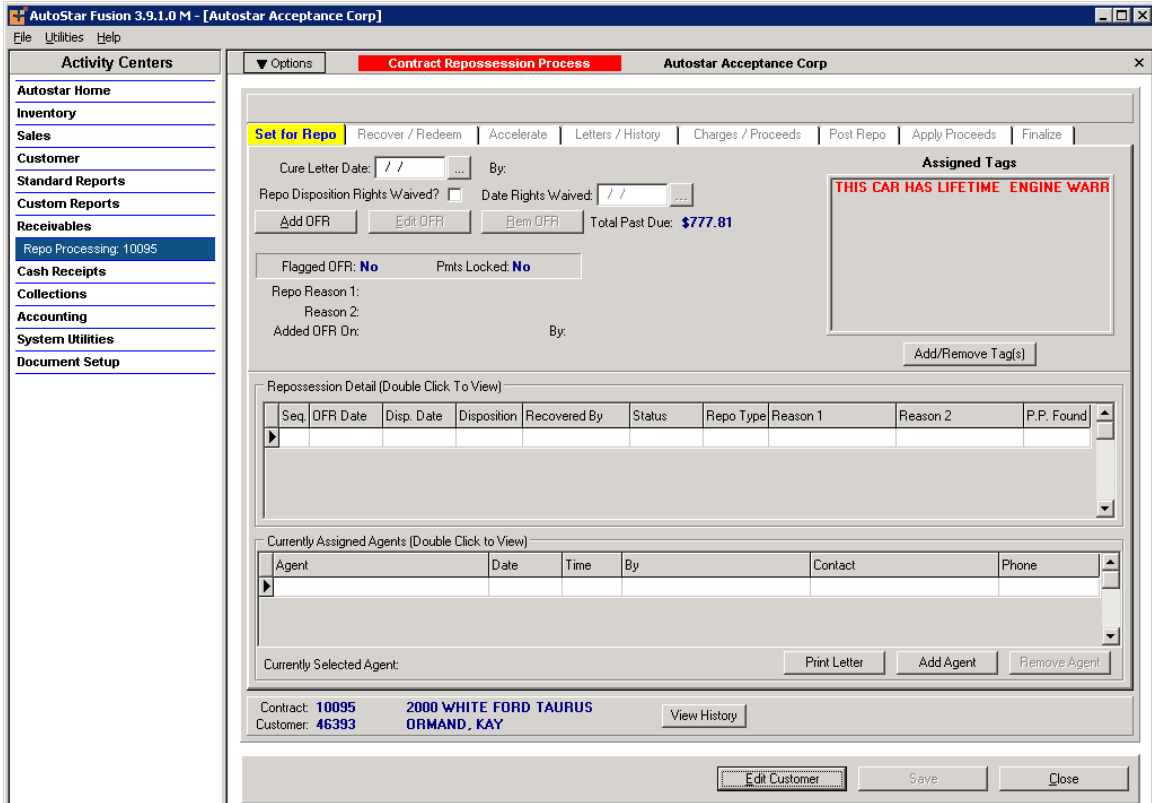 AutoStar Fusion 3.9.1.0 M - [Autostar Acceptance Corp]
File Utilities Help
Activity Centers
Autostar Home
Inventory
Sales
Customer
Standard Reports
Custom Reports
Receivables
Repo Processing: 10095
Cash Receipts
Collections
Accounting
System Utilities
Document Setup
▼ Options Contract Repossession Process Autostar Acceptance Corp X
Set for Repo Recover / Redeem Accelerate Letters / History Charges / Proceeds Post Repo Apply Proceeds Finalize
Cure Letter Date: / / ... By:
Repo Disposition Rights Waived? Date Rights Waived: / / ...
Add OFR Edit OFR Rem OFR Total Past Due: $777.81
Flagged OFR: No Pmts Locked: No
Repo Reason 1:
Reason 2:
Added OFR On: By:
Assigned Tags
THIS CAR HAS LIFETIME ENGINE WARR
Add/Remove Tag(s)
Repossession Detail (Double Click To View)
Seq. OFR Date Disp. Date Disposition Recovered By Status Repo Type Reason 1 Reason 2 P.P. Found
Currently Assigned Agents (Double Click to View)
Agent Date Time By Contact Phone
Currently Selected Agent: Print Letter Add Agent Remove Agent
Contract: 10095 2000 WHITE FORD TAURUS
Customer: 46393 ORMAND, KAY
View History
Edit Customer Save Close